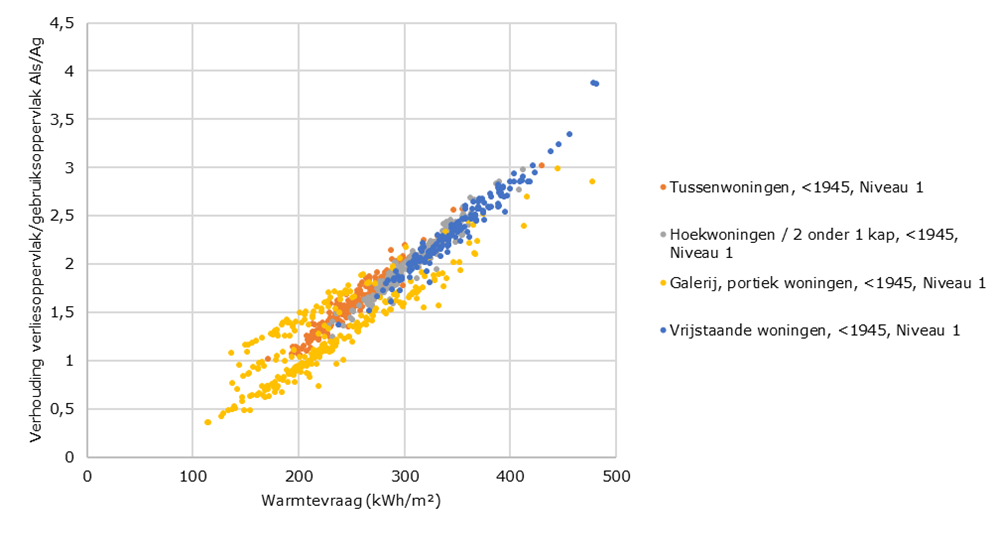 Verhouding verliesoppervlak/gebruiksoppervlak Als/Ag
4,5
4
3,5
3
2,5
2
1,5
1
0,5
0
0
100
200
300
400
500
Warmtevraag (kWh/m²)
Tussenwoningen, <1945, Niveau 1
Hoekwoningen / 2 onder 1 kap, <1945,
Niveau 1
Galerij, portiek woningen, <1945, Niveau 1
Vrijstaande woningen, <1945, Niveau 1